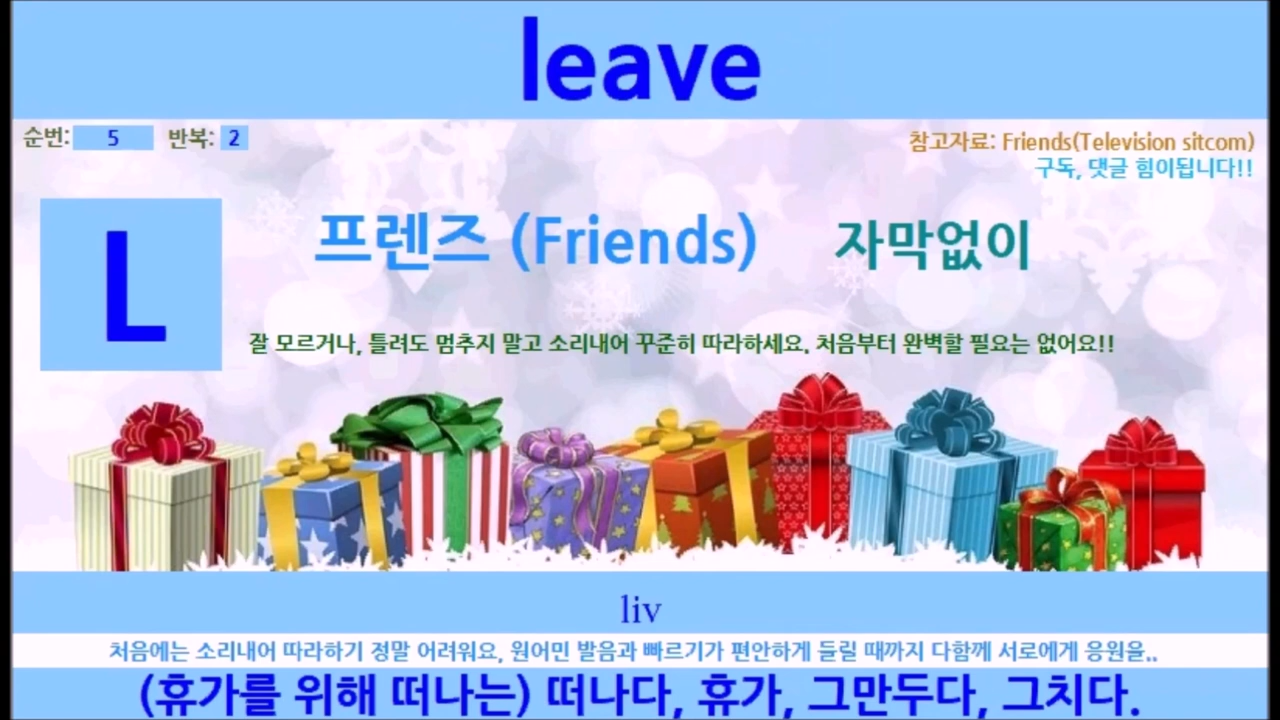 leave
순번: 5 반복: 2
참고자료: Friends(Television sitcom)
구독, 댓글 힘이됩니다!!
L
프렌즈 (Friends) 자막없이
잘 모르거나, 틀려도 멈추지 말고 소리내어 꾸준히 따라하세요. 처음부터 완벽할 필요는 없어요!!
liv
처음에는 소리내어 따라하기 정말 어려워요, 원어민 발음과 빠르기가 편안하게 들릴 때까지 다함께 서로에게 응원을..
(휴가를 위해 떠나는) 떠나다, 휴가, 그만두다, 그치다.